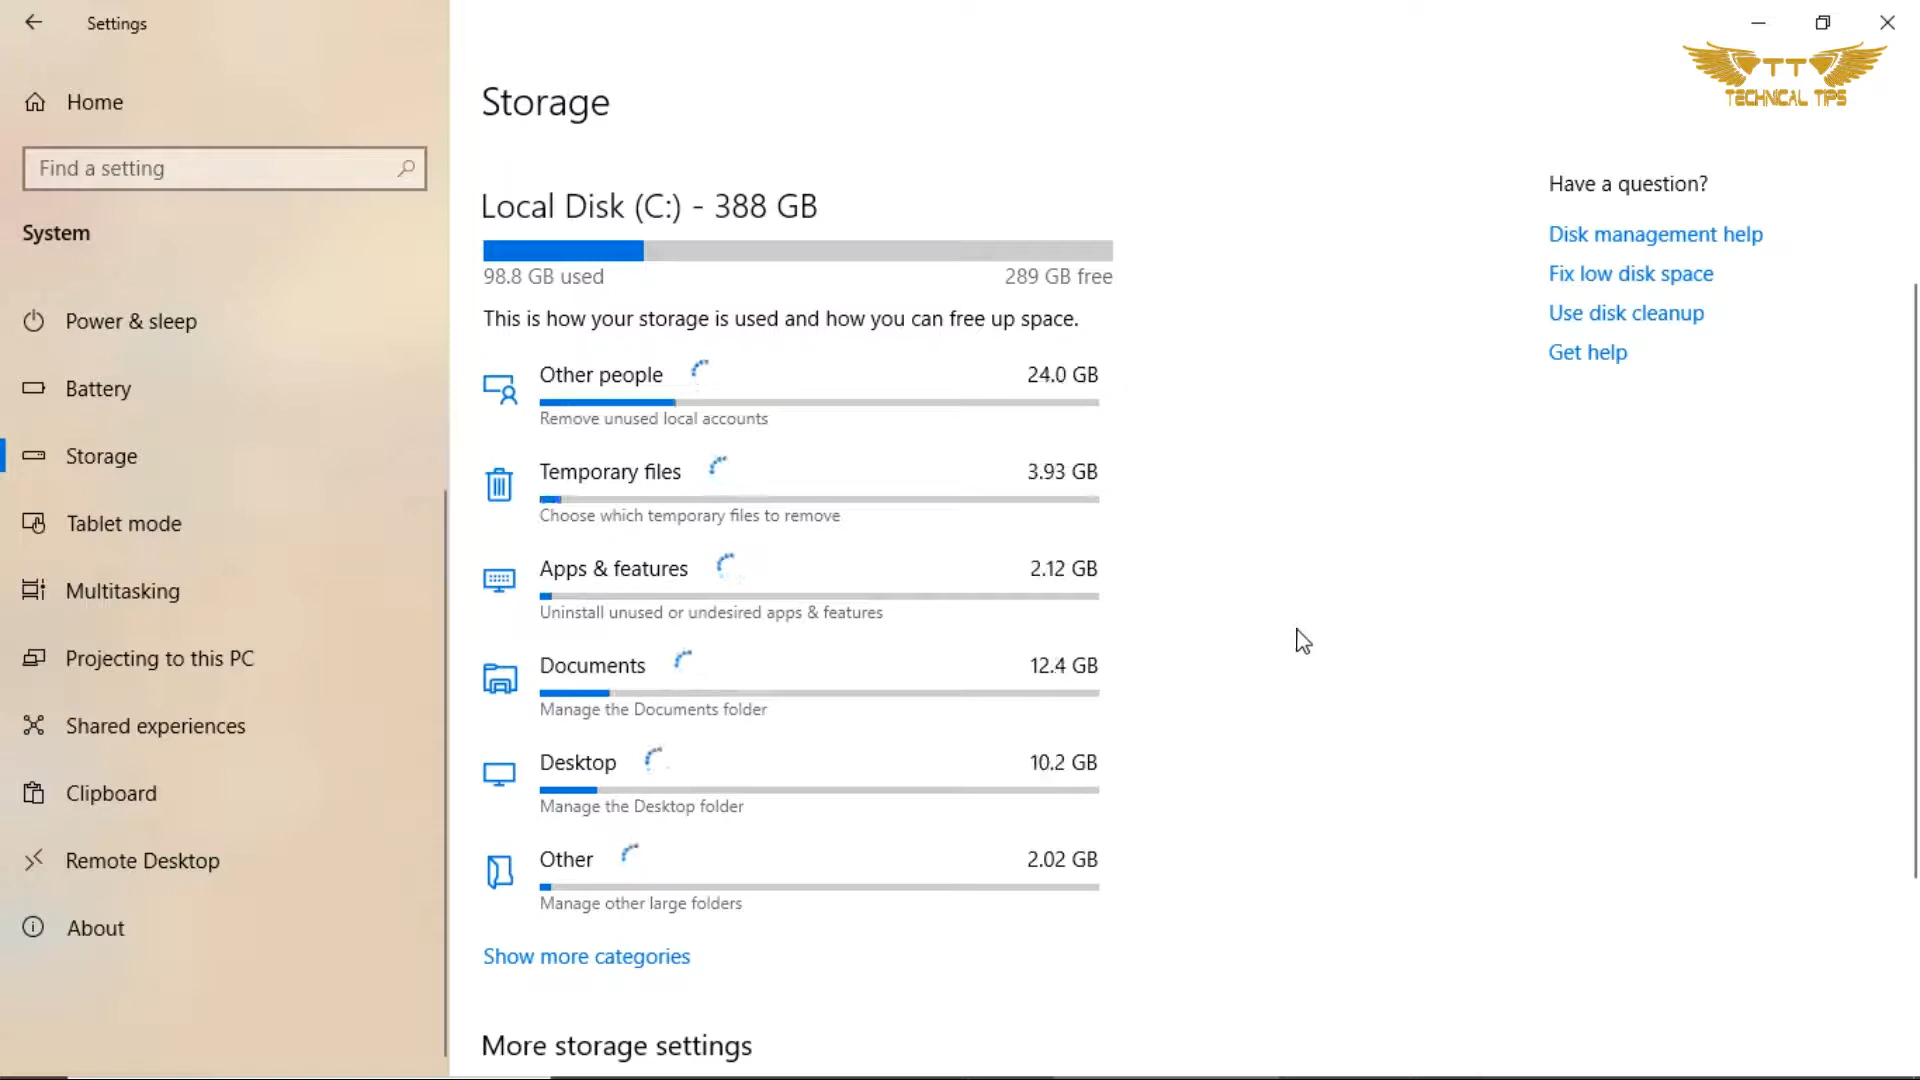 Settings
Home
Find a setting
System
Power & sleep
Battery
Storage
Tablet mode
Multitasking
Projecting to this PC
Shared experiences
Clipboard
Remote Desktop
About
Storage
Local Disk (C:) - 388 GB
98.8 GB used
289 GB free
This is how your storage is used and how you can free up space.
Other people
24.0 GB
Remove unused local accounts
Temporary files
3.93 GB
Choose which temporary files to remove
Apps & features
2.12 GB
Uninstall unused or undesired apps & features
Documents
12.4 GB
Manage the Documents folder
Desktop
10.2 GB
Manage the Desktop folder
Other
2.02 GB
Manage other large folders
Show more categories
More storage settings
TT
TECHNICAL TIPS
Have a question?
Disk management help
Fix low disk space
Use disk cleanup
Get help